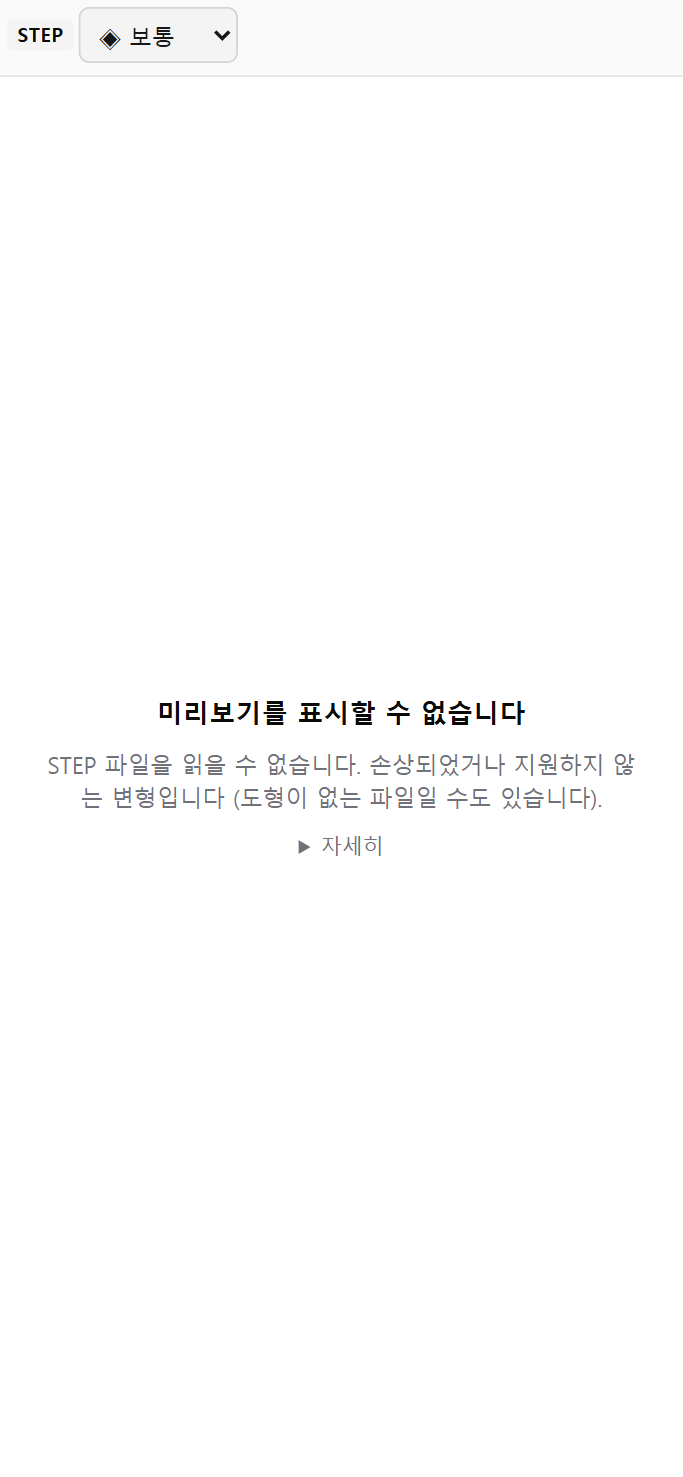 STEP ◈ 보통
미리보기를 표시할 수 없습니다
STEP 파일을 읽을 수 없습니다. 손상되었거나 지원하지 않
는 변형입니다 (도형이 없는 파일일 수도 있습니다).
▶ 자세히